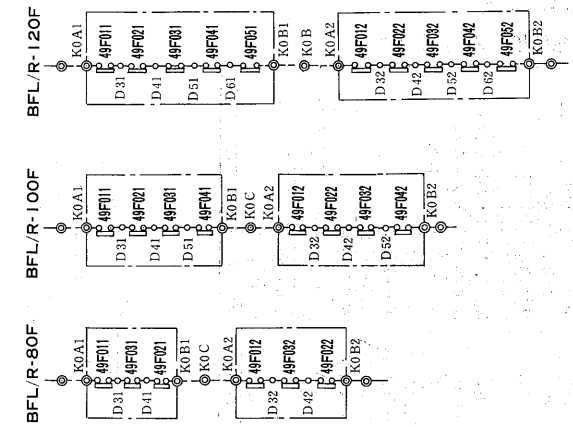 BFL/R-120F
K0A1
49F011
49F021
49F031
49F041
49F051
K0B1
K0B
K0A2
49F012
49F022
49F032
49F042
49F052
K0B2
D31
D41
D51
D61
D32
D42
D52
D62
BFL/R-100F
K0A1
49F011
49F021
49F031
49F041
K0B1
K0C
K0A2
49F012
49F022
49F032
49F042
K0B2
D31
D41
D51
D32
D42
D52
BFL/R-80F
K0A1
49F011
49F031
49F021
K0B1
K0C
K0A2
49F012
49F032
49F022
K0B2
D31
D41
D32
D42